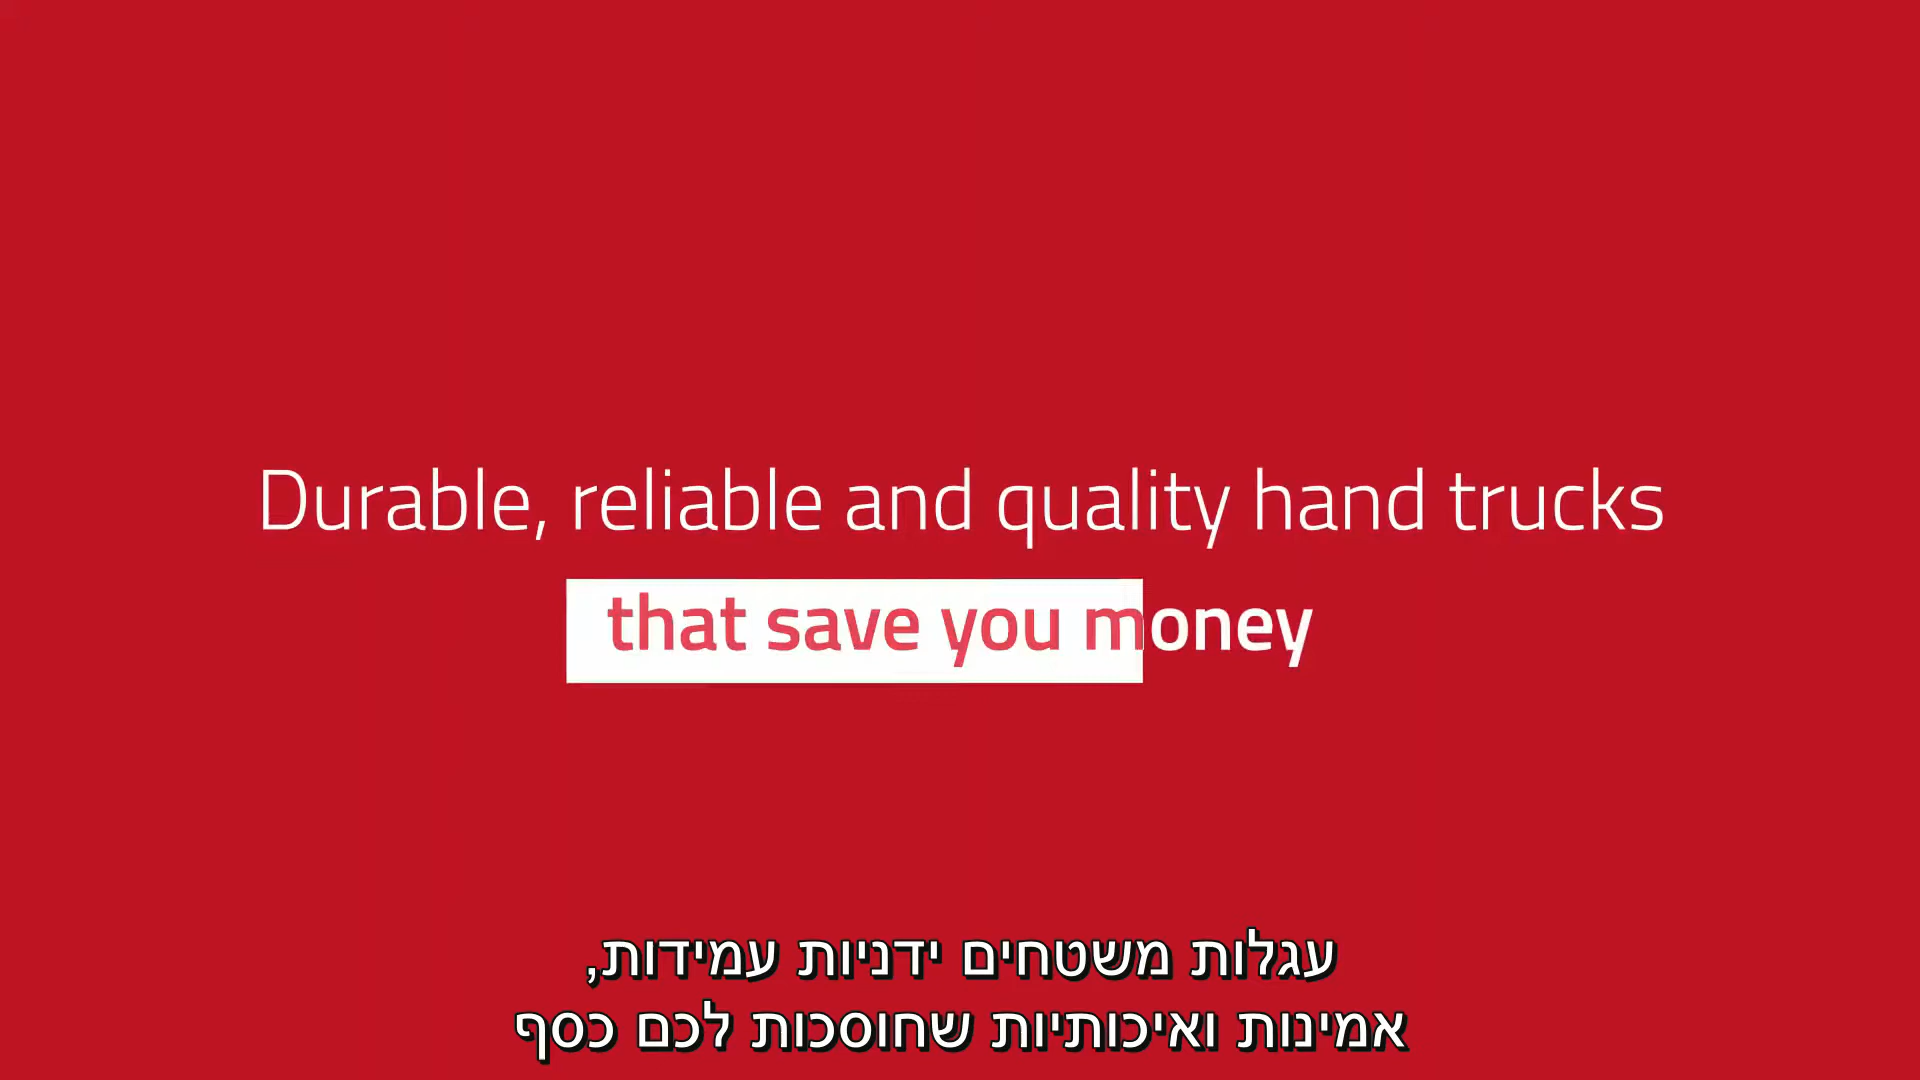 Durable, reliable and quality hand trucks
that save you money
עגלות משטחים ידניות עמידות,
אמינות ואיכותיות שחוסכות לכם כסף